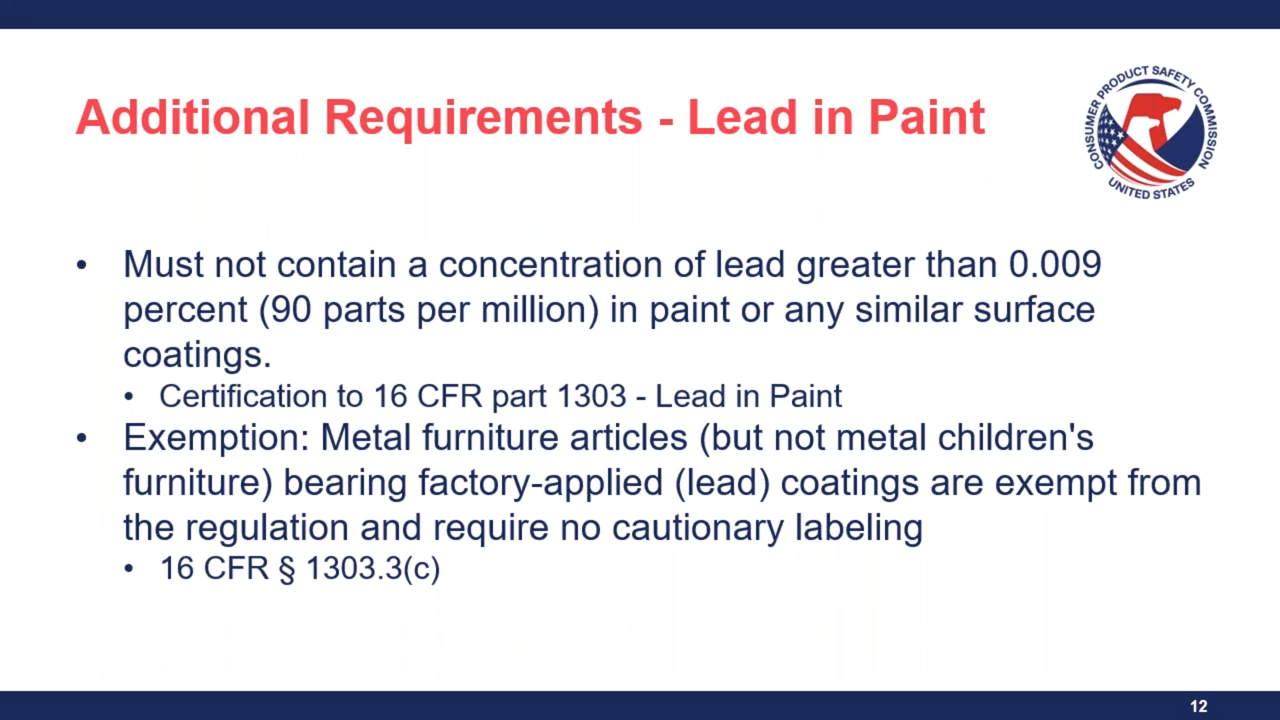 Additional Requirements - Lead in Paint
CONSUMER PRODUCT SAFETY COMMISSION
UNITED STATES
• Must not contain a concentration of lead greater than 0.009
percent (90 parts per million) in paint or any similar surface
coatings.
• Certification to 16 CFR part 1303 - Lead in Paint
• Exemption: Metal furniture articles (but not metal children's
furniture) bearing factory-applied (lead) coatings are exempt from
the regulation and require no cautionary labeling
• 16 CFR § 1303.3(c)
12